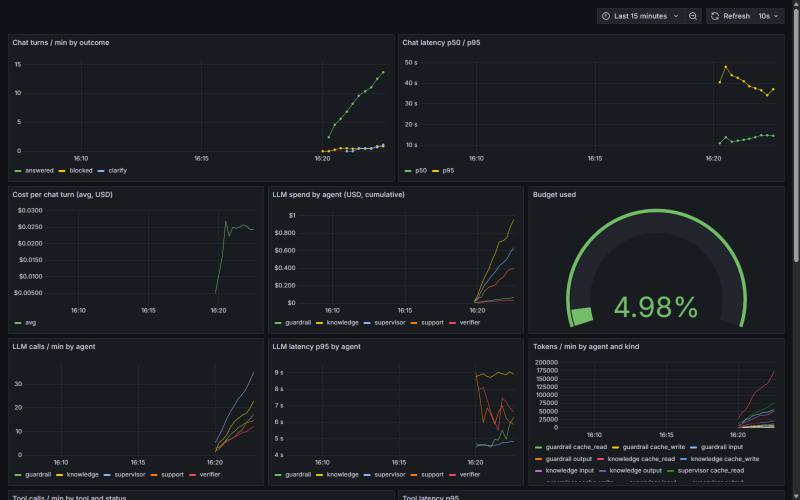 Last 15 minutes Refresh 10s
Chat turns / min by outcome
15
10
5
0
16:10 16:15 16:20
answered blocked clarify
Chat latency p50 / p95
50 s
40 s
30 s
20 s
10 s
16:10 16:15 16:20
p50 p95
Cost per chat turn (avg, USD)
$0.0300
$0.0250
$0.0200
$0.0150
$0.0100
$0.00500
16:10 16:15 16:20
avg
LLM spend by agent (USD, cumulative)
$1
$0.800
$0.600
$0.400
$0.200
$0
16:10 16:15 16:20
guardrail knowledge supervisor support verifier
Budget used
4.98%
LLM calls / min by agent
30
20
10
0
16:10 16:15 16:20
guardrail knowledge supervisor support verifier
LLM latency p95 by agent
9 s
8 s
7 s
6 s
5 s
4 s
16:10 16:15 16:20
guardrail knowledge supervisor support verifier
Tokens / min by agent and kind
200000
175000
150000
125000
100000
75000
50000
25000
0
16:10 16:15 16:20
guardrail cache_read guardrail cache_write guardrail input
guardrail output knowledge cache_read knowledge cache_write
knowledge input knowledge output supervisor cache_read
Tool calls / min by tool and status
Tool latency p95